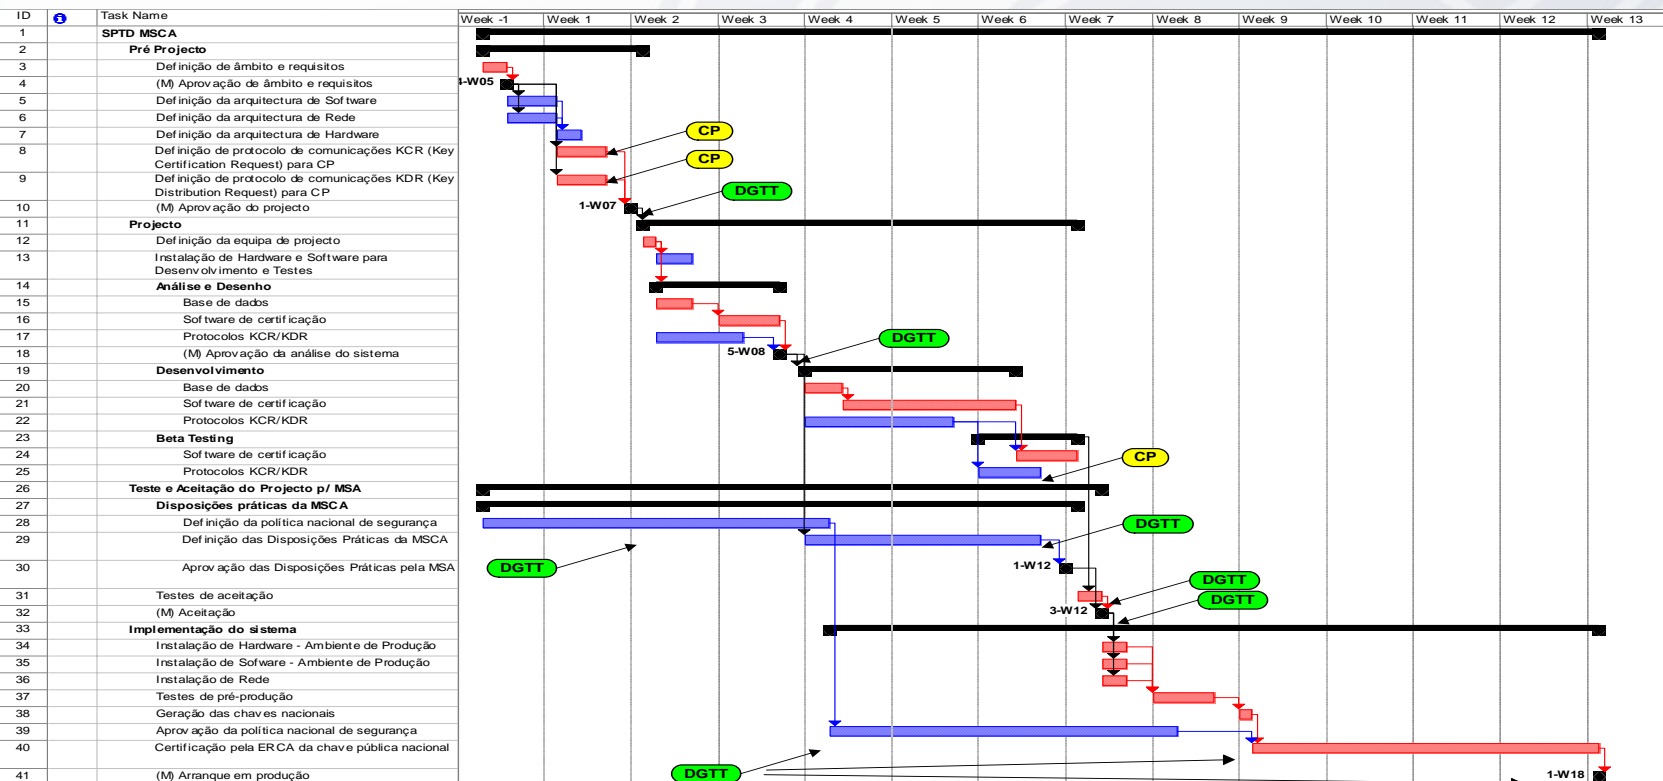 ID Task Name Week -1 Week 1 Week 2 Week 3 Week 4 Week 5 Week 6 Week 7 Week 8 Week 9 Week 10 Week 11 Week 12 Week 13
1 SPTD MSCA
2 Pré Projecto
3 Definição de âmbito e requisitos
4 (M) Aprovação de âmbito e requisitos 4-W05
5 Definição da arquitectura de Software
6 Definição da arquitectura de Rede
7 Definição da arquitectura de Hardware CP
8 Definição de protocolo de comunicações KCR (Key
Certification Request) para CP CP
9 Definição de protocolo de comunicações KDR (Key
Distribution Request) para CP DGTT
10 (M) Aprovação do projecto 1-W07
11 Projecto
12 Definição da equipa de projecto
13 Instalação de Hardware e Software para
Desenvolvimento e Testes
14 Análise e Desenho
15 Base de dados
16 Software de certificação
17 Protocolos KCR/KDR DGTT
18 (M) Aprovação da análise do sistema 5-W08
19 Desenvolvimento
20 Base de dados
21 Software de certificação
22 Protocolos KCR/KDR
23 Beta Testing
24 Software de certificação CP
25 Protocolos KCR/KDR
26 Teste e Aceitação do Projecto p/ MSA
27 Disposições práticas da MSCA
28 Definição da política nacional de segurança DGTT
29 Definição das Disposições Práticas da MSCA
30 Aprovação das Disposições Práticas pela MSA DGTT 1-W12
DGTT
31 Testes de aceitação DGTT
32 (M) Aceitação 3-W12
33 Implementação do sistema
34 Instalação de Hardware - Ambiente de Produção
35 Instalação de Sofware - Ambiente de Produção
36 Instalação de Rede
37 Testes de pré-produção
38 Geração das chaves nacionais
39 Aprovação da política nacional de segurança
40 Certificação pela ERCA da chave pública nacional
41 (M) Arranque em produção DGTT 1-W18